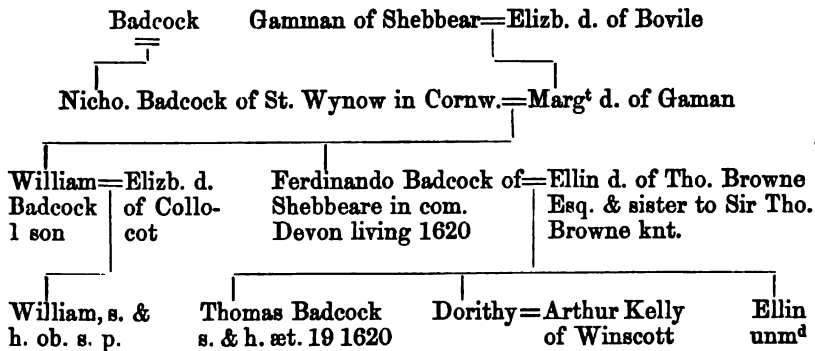 Badcock Gamman of Shebbear=Elizb. d. of Bovile
Nicho. Badcock of St. Wynow in Cornw.=Margᵗ d. of Gaman
William=Elizb. d. Ferdinando Badcock of=Ellin d. of Tho. Browne
Badcock of Collo- Shebbeare in com. Esq. & sister to Sir Tho.
1 son cot Devon living 1620 Browne knt.
William, s. & Thomas Badcock Dorithy=Arthur Kelly Ellin
h. ob. s. p. s. & h. æt. 19 1620 of Winscott unmᵈ